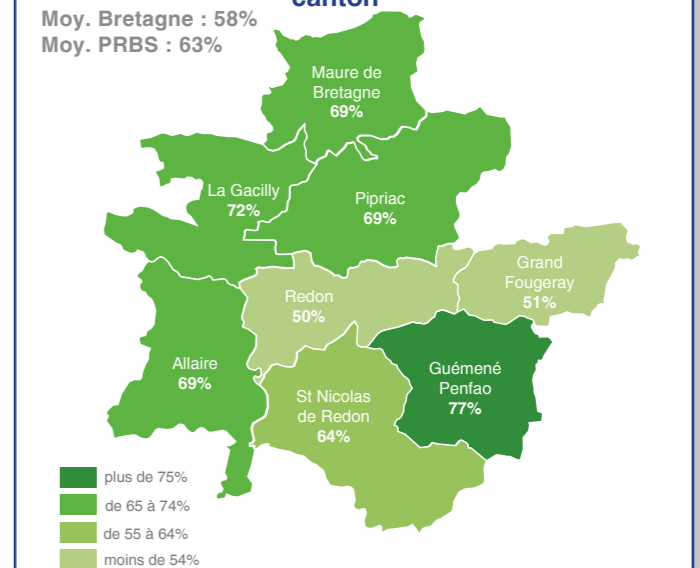 canton
Moy. Bretagne : 58%
Moy. PRBS : 63%
Maure de
Bretagne
69%
La Gacilly
72%
Pipriac
69%
Grand
Fougeray
51%
Redon
50%
Allaire
69%
Guémené
Penfao
77%
St Nicolas
de Redon
64%
plus de 75%
de 65 à 74%
de 55 à 64%
moins de 54%